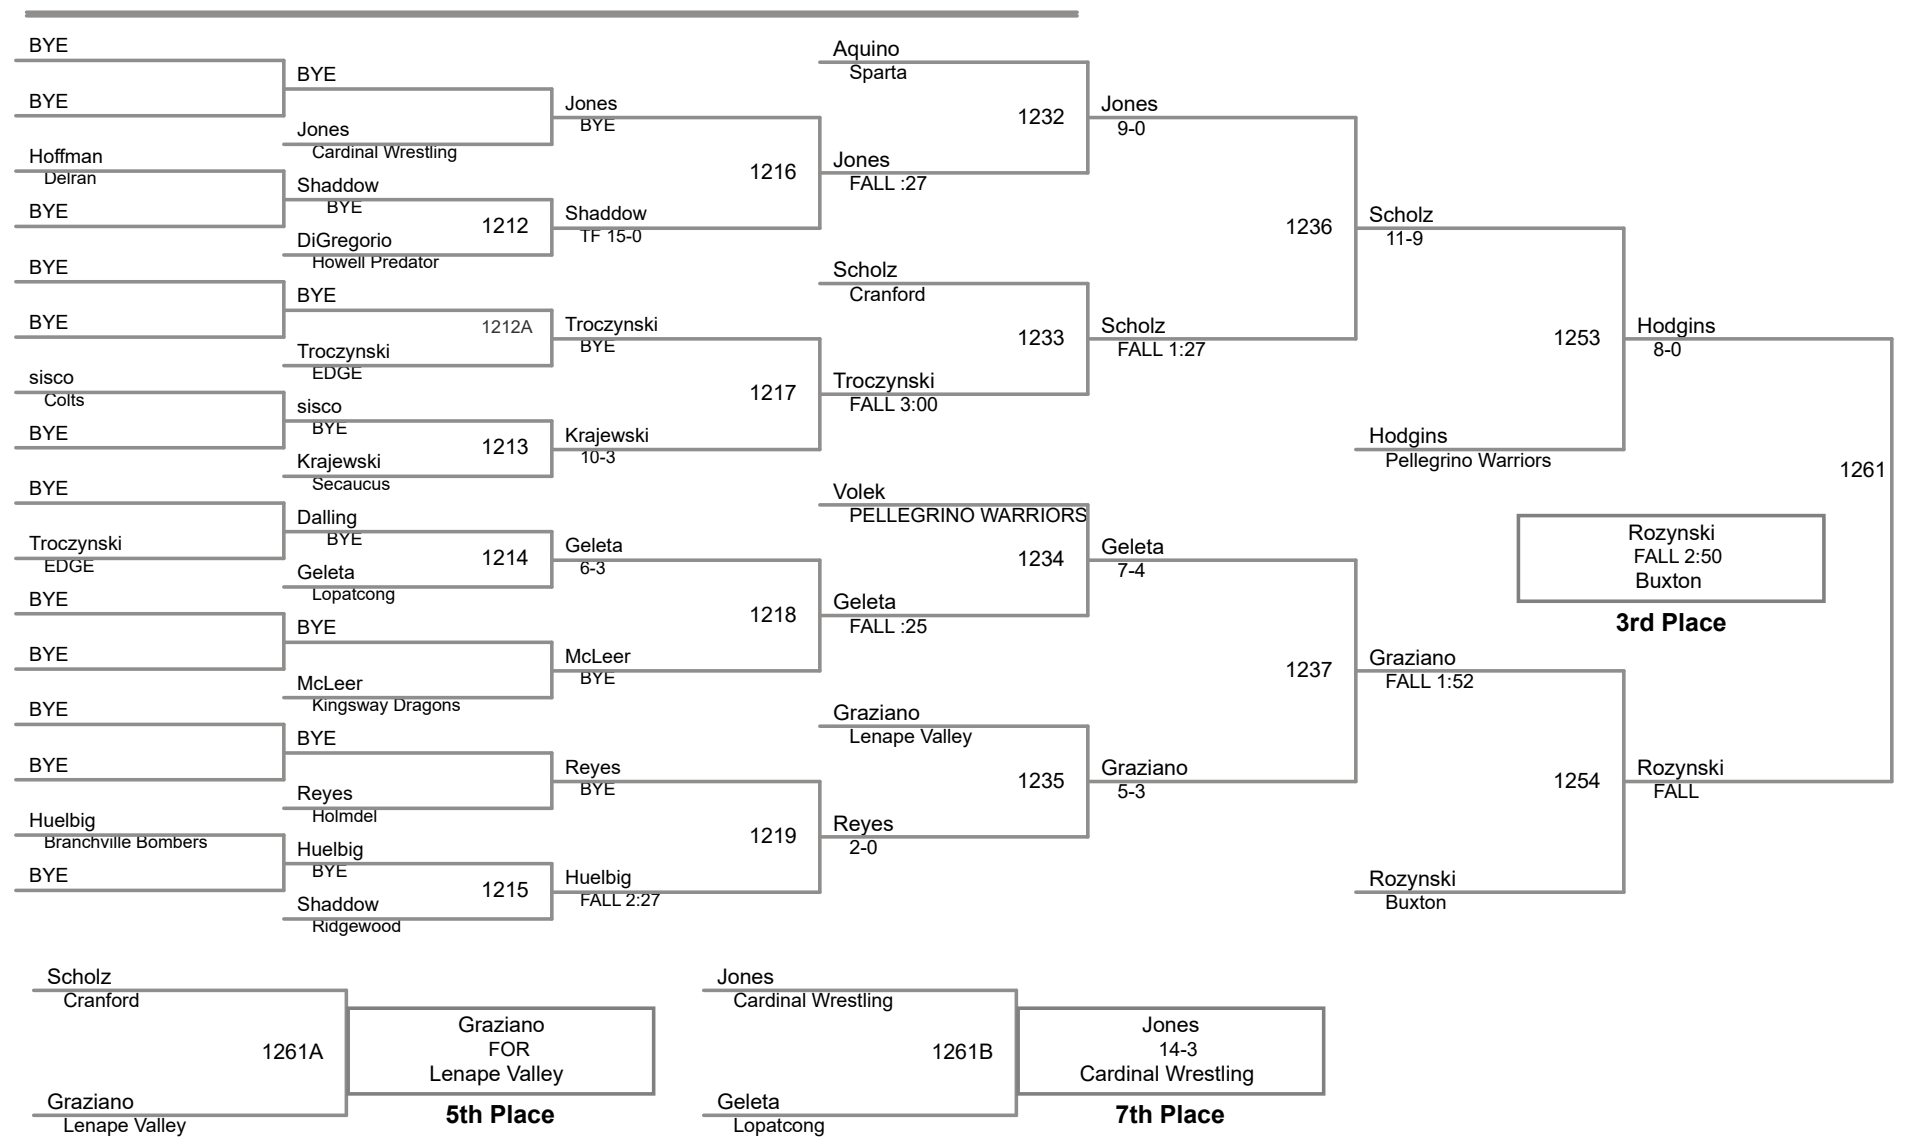 BYE
BYE
Hoffman
Delran
BYE
BYE
BYE
sisco
Colts
BYE
BYE
Troczynski
EDGE
BYE
BYE
BYE
BYE
Huelbig
Branchville Bombers
BYE
BYE
Jones
Cardinal Wrestling
Shaddow
BYE
1212
DiGregorio
Howell Predator
BYE
1212A
Troczynski
EDGE
sisco
BYE
1213
Krajewski
Secaucus
Dalling
BYE
1214
Geleta
Lopatcong
BYE
McLeer
Kingsway Dragons
BYE
Reyes
Holmdel
Huelbig
BYE
1215
Shaddow
Ridgewood
Jones
BYE
1216
Shaddow
TF 15-0
Troczynski
BYE
1217
Krajewski
10-3
Geleta
6-3
1218
McLeer
BYE
Reyes
BYE
1219
Huelbig
FALL 2:27
Aquino
Sparta
1232
Jones
FALL :27
Scholz
Cranford
1233
Troczynski
FALL 3:00
Volek
PELLEGRINO WARRIORS
1234
Geleta
FALL :25
Graziano
Lenape Valley
1235
Reyes
2-0
Jones
9-0
1236
Scholz
FALL 1:27
Geleta
7-4
1237
Graziano
5-3
Scholz
11-9
1253
Hodgins
Pellegrino Warriors
Graziano
FALL 1:52
1254
Rozynski
Buxton
Hodgins
8-0
1261
Rozynski
FALL
Rozynski
FALL 2:50
Buxton
3rd Place
Scholz
Cranford
1261A
Graziano
Lenape Valley
Graziano
FOR
Lenape Valley
5th Place
Jones
Cardinal Wrestling
1261B
Geleta
Lopatcong
Jones
14-3
Cardinal Wrestling
7th Place